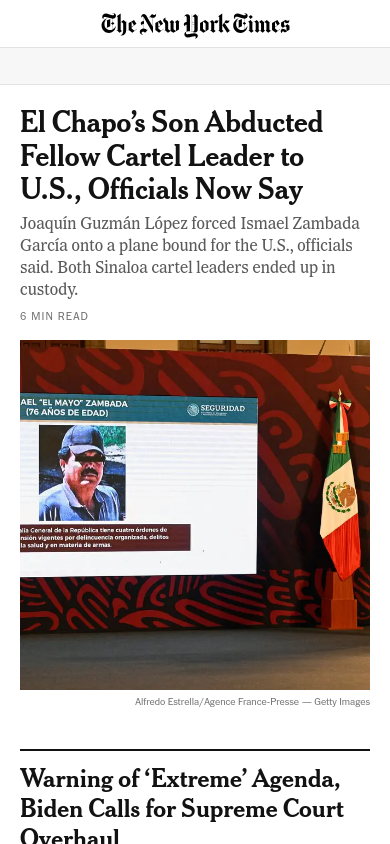 The New York Times
El Chapo's Son Abducted
Fellow Cartel Leader to
U.S., Officials Now Say
Joaquín Guzmán López forced Ismael Zambada
García onto a plane bound for the U.S., officials
said. Both Sinaloa cartel leaders ended up in
custody.
6 MIN READ
AEL "EL MAYO" ZAMBADA
(76 AÑOS DE EDAD)
SEGURIDAD
alía General de la República tiene cuatro órdenes de
nsión vigentes por delincuencia organizada, delitos
la salud y en materia de armas.
Alfredo Estrella/Agence France-Presse — Getty Images
Warning of 'Extreme' Agenda,
Biden Calls for Supreme Court
Overhaul